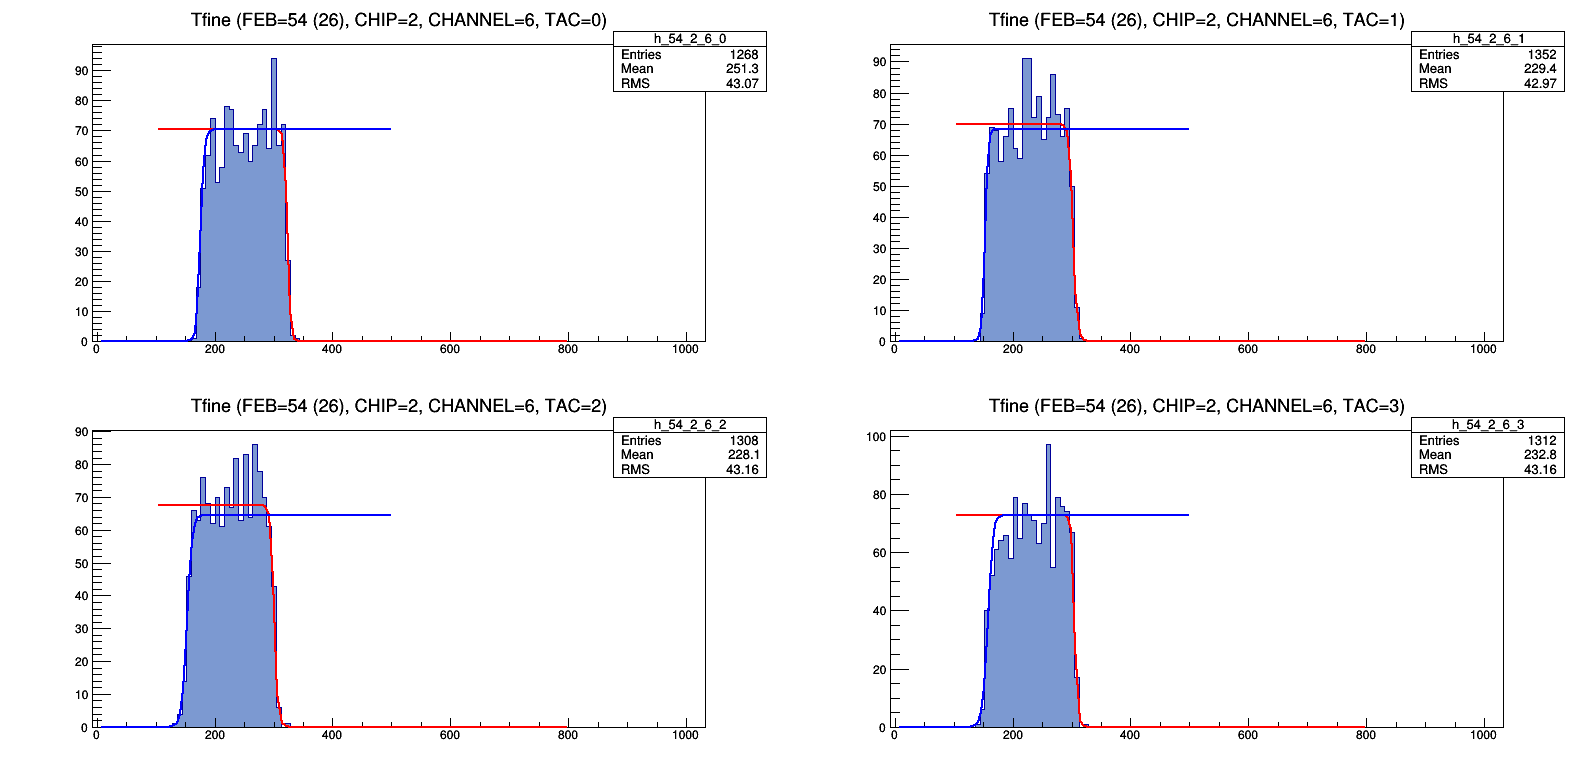 Tfine (FEB=54 (26), CHIP=2, CHANNEL=6, TAC=0)
h_54_2_6_0
Entries 1268
Mean 251.3
RMS 43.07
90
80
70
60
50
40
30
20
10
0
0 200 400 600 800 1000
Tfine (FEB=54 (26), CHIP=2, CHANNEL=6, TAC=1)
h_54_2_6_1
Entries 1352
Mean 229.4
RMS 42.97
90
80
70
60
50
40
30
20
10
0
0 200 400 600 800 1000
Tfine (FEB=54 (26), CHIP=2, CHANNEL=6, TAC=2)
h_54_2_6_2
Entries 1308
Mean 228.1
RMS 43.16
90
80
70
60
50
40
30
20
10
0
0 200 400 600 800 1000
Tfine (FEB=54 (26), CHIP=2, CHANNEL=6, TAC=3)
h_54_2_6_3
Entries 1312
Mean 232.8
RMS 43.16
100
80
60
40
20
0
0 200 400 600 800 1000